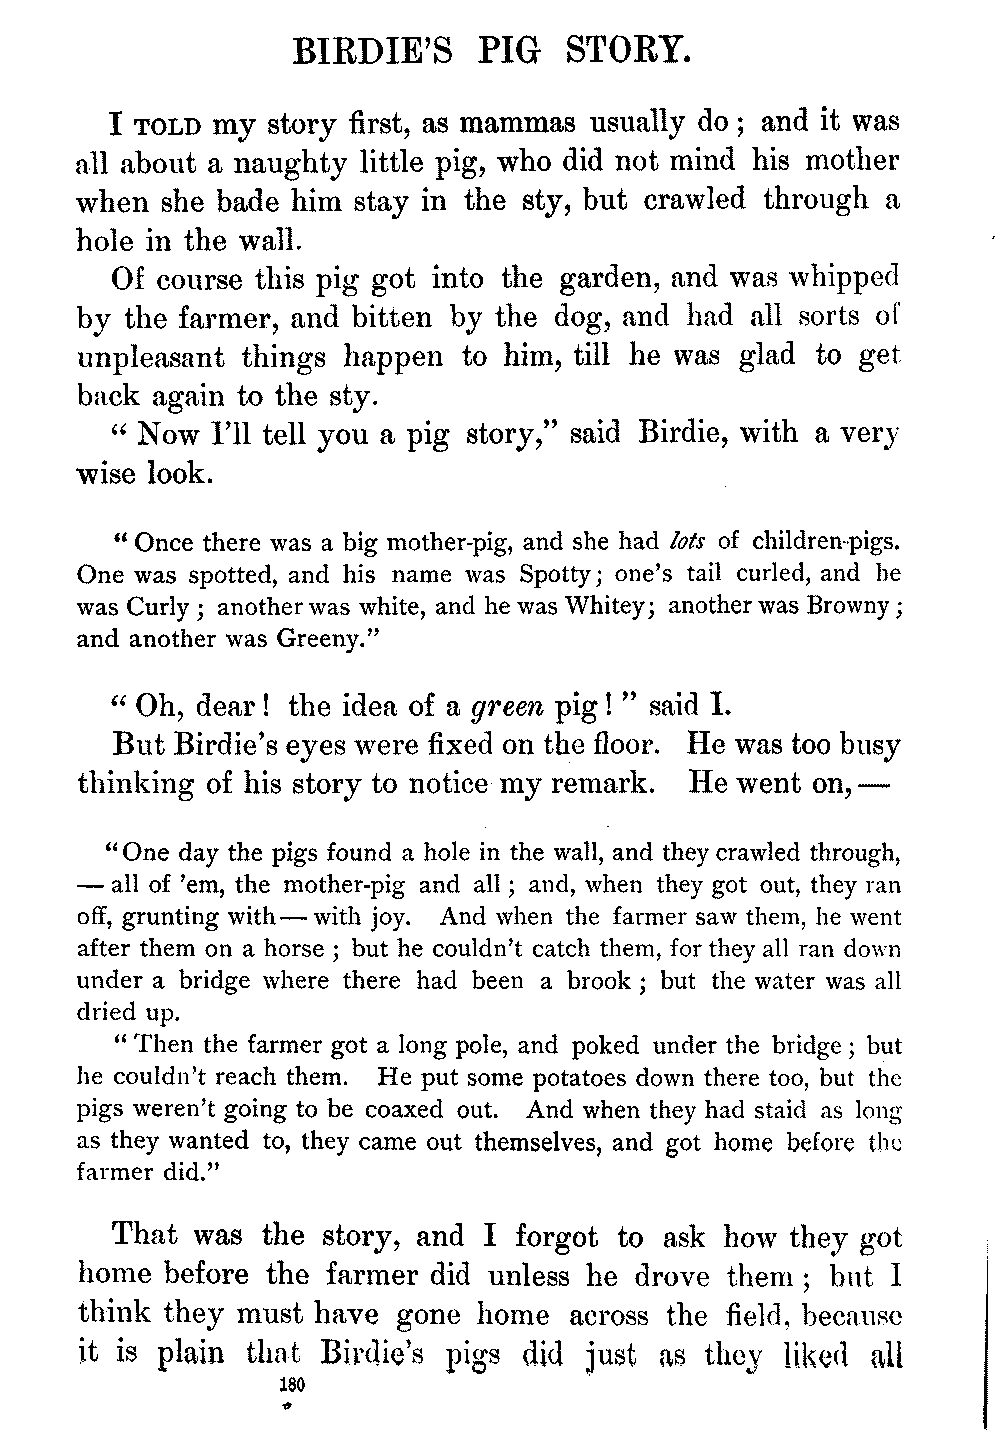 BIRDIE'S PIG STORY.
I TOLD my story first, as mammas usually do; and it was
all about a naughty little pig, who did not mind his mother
when she bade him stay in the sty, but crawled through a
hole in the wall.
Of course this pig got into the garden, and was whipped
by the farmer, and bitten by the dog, and had all sorts of
unpleasant things happen to him, till he was glad to get
back again to the sty.
"Now I'll tell you a pig story," said Birdie, with a very
wise look.
"Once there was a big mother-pig, and she had lots of children-pigs.
One was spotted, and his name was Spotty; one's tail curled, and he
was Curly; another was white, and he was Whitey; another was Browny;
and another was Greeny."
"Oh, dear! the idea of a green pig!" said I.
But Birdie's eyes were fixed on the floor. He was too busy
thinking of his story to notice my remark. He went on,—
"One day the pigs found a hole in the wall, and they crawled through,
— all of 'em, the mother-pig and all; and, when they got out, they ran
off, grunting with — with joy. And when the farmer saw them, he went
after them on a horse; but he couldn't catch them, for they all ran down
under a bridge where there had been a brook; but the water was all
dried up.
"Then the farmer got a long pole, and poked under the bridge; but
he couldn't reach them. He put some potatoes down there too, but the
pigs weren't going to be coaxed out. And when they had staid as long
as they wanted to, they came out themselves, and got home before the
farmer did."
That was the story, and I forgot to ask how they got
home before the farmer did unless he drove them; but I
think they must have gone home across the field, because
it is plain that Birdie's pigs did just as they liked all
180